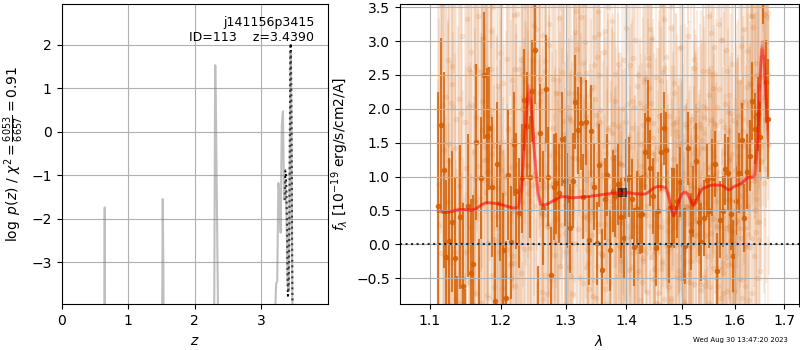 j141156p3415
ID=113 z=3.4390
log p(z) / χ² = 6053/6657 = 0.91
2
1
0
−1
−2
−3
0 1 2 3
z
fλ [10⁻¹⁹ erg/s/cm2/A]
3.5
3.0
2.5
2.0
1.5
1.0
0.5
0.0
−0.5
1.1 1.2 1.3 1.4 1.5 1.6 1.7
λ
Wed Aug 30 13:47:20 2023